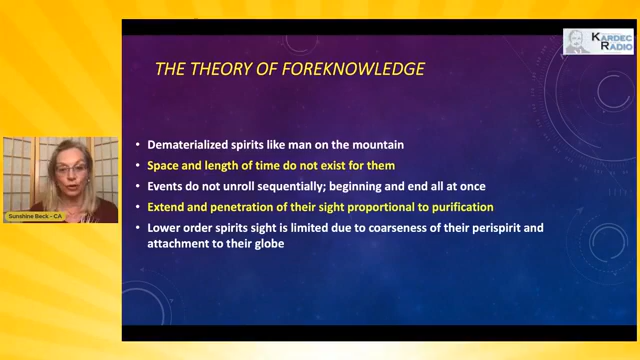 KARDEC
RADIO
THE THEORY OF FOREKNOWLEDGE
• Dematerialized spirits like man on the mountain
• Space and length of time do not exist for them
• Events do not unroll sequentially; beginning and end all at once
• Extend and penetration of their sight proportional to purification
• Lower order spirits sight is limited due to coarseness of their perispirit and
attachment to their globe
Sunshine Beck - CA